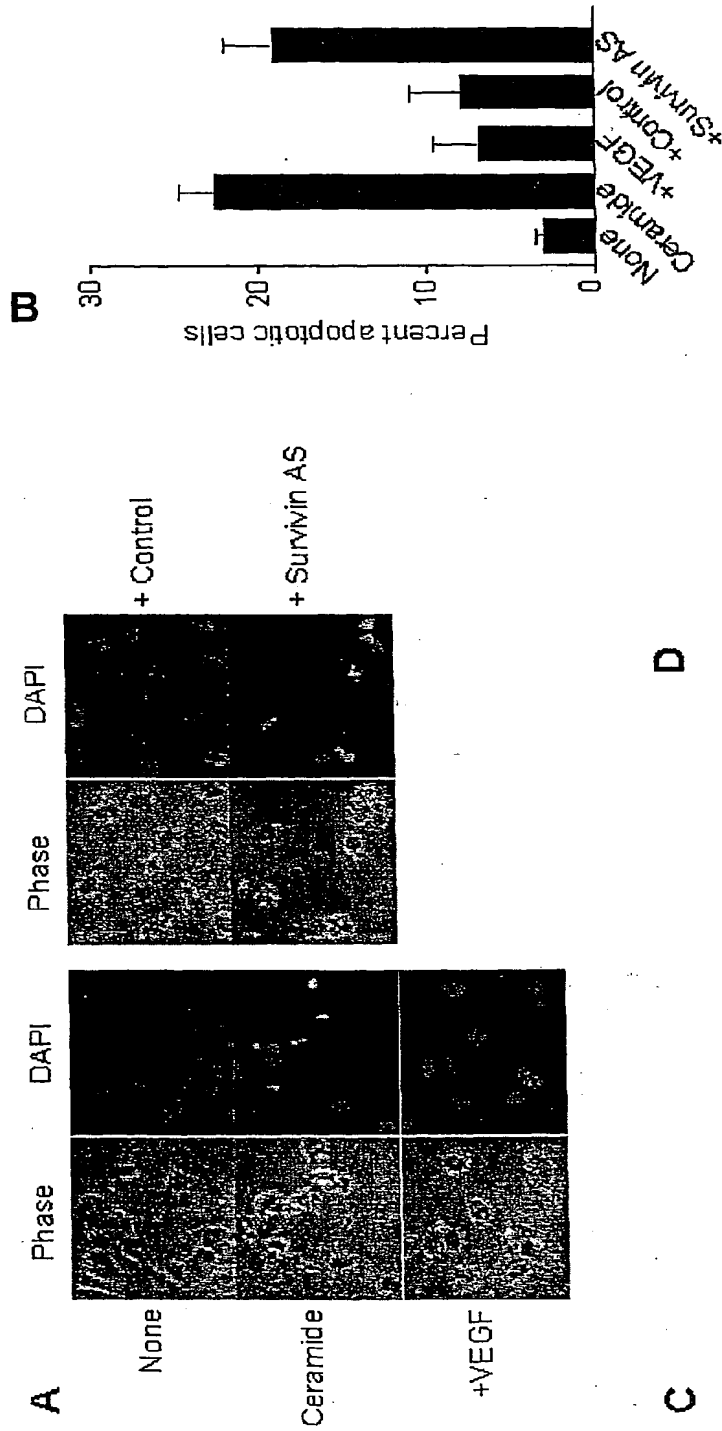 A
Phase DAPI Phase DAPI
None
Ceramide
+VEGF
+ Control
+ Survivin AS
B
Percent apoptotic cells
30
20
10
0
None
Ceramide
+VEGF
+Control
+Survivin AS
C
D